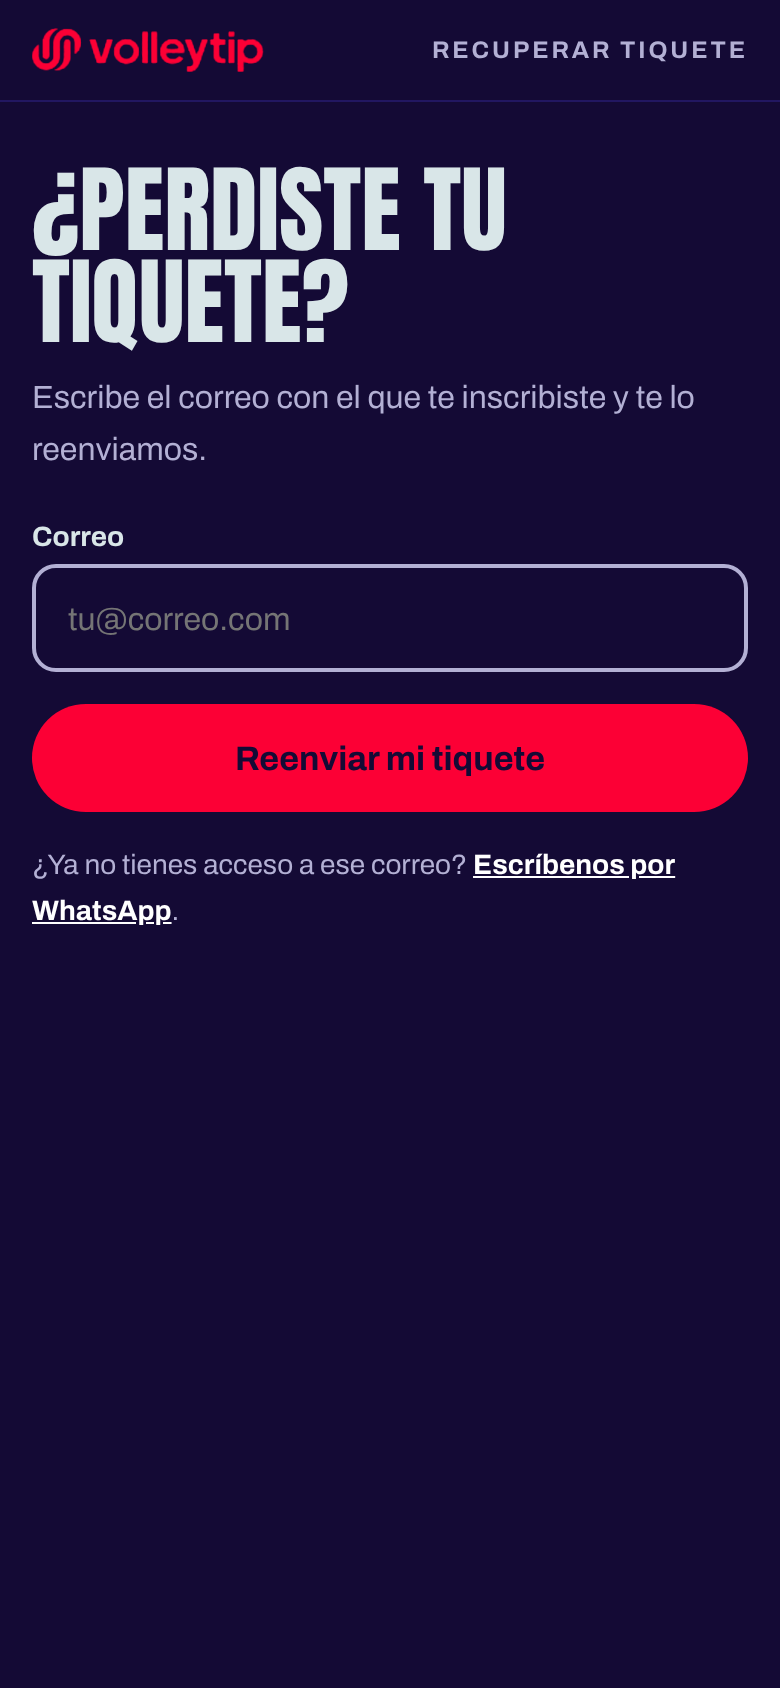 volleytip
RECUPERAR TIQUETE
¿PERDISTE TU
TIQUETE?
Escribe el correo con el que te inscribiste y te lo
reenviamos.
Correo
tu@correo.com
Reenviar mi tiquete
¿Ya no tienes acceso a ese correo? Escríbenos por
WhatsApp.